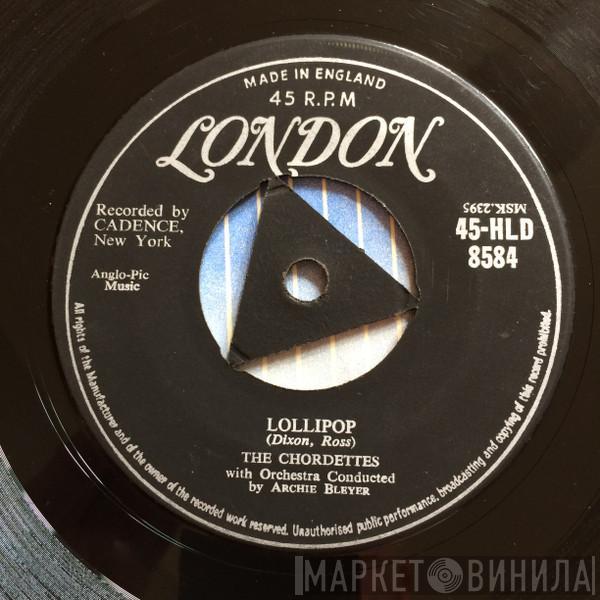 MADE IN ENGLAND
45 R.P.M
LONDON
Recorded by
CADENCE,
New York
MSK.2395
45-HLD
8584
Anglo-Pic
Music
LOLLIPOP
(Dixon, Ross)
THE CHORDETTES
with Orchestra Conducted
by ARCHIE BLEYER
All rights of the Manufacturer and of the owner of the recorded work reserved. Unauthorised public performance, broadcasting and copying of this record prohibited.
МАРКЕТ ВИНИЛА